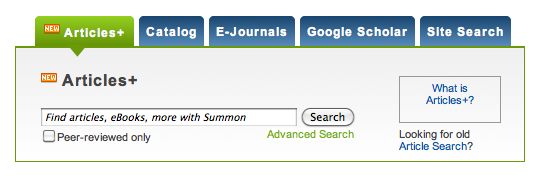 NEW Articles+ Catalog E-Journals Google Scholar Site Search
NEW Articles+
Find articles, eBooks, more with Summon Search
Peer-reviewed only Advanced Search
What is
Articles+?
Looking for old
Article Search?